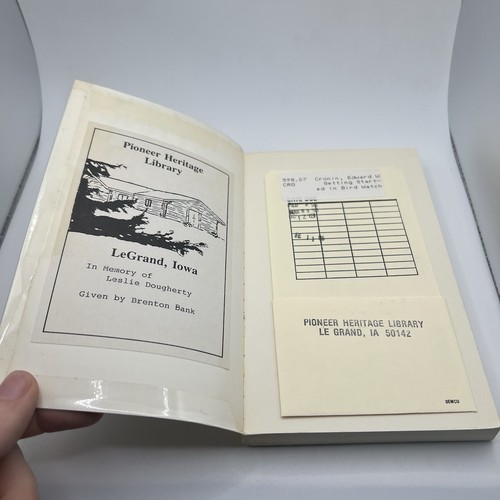 Pioneer Heritage
Library
LeGrand, Iowa
In Memory of
Leslie Dougherty
Given by Brenton Bank
598.07 Cronin, Edward W
CRO Getting Start-
ed in Bird Watch
PIONEER HERITAGE LIBRARY
LE GRAND, IA 50142
DEMCO